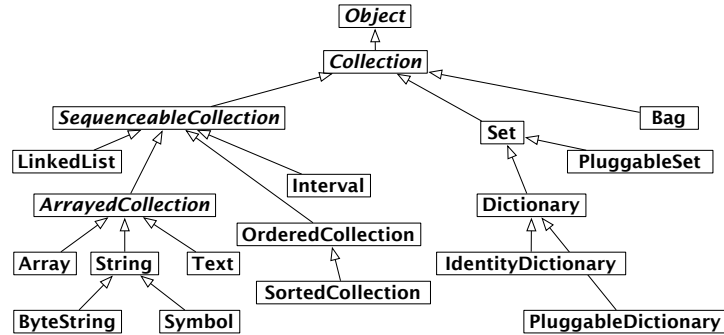 Object
Collection
SequenceableCollection
Bag
Set
LinkedList
PluggableSet
Interval
ArrayedCollection
Dictionary
OrderedCollection
Array
String
Text
IdentityDictionary
SortedCollection
ByteString
Symbol
PluggableDictionary